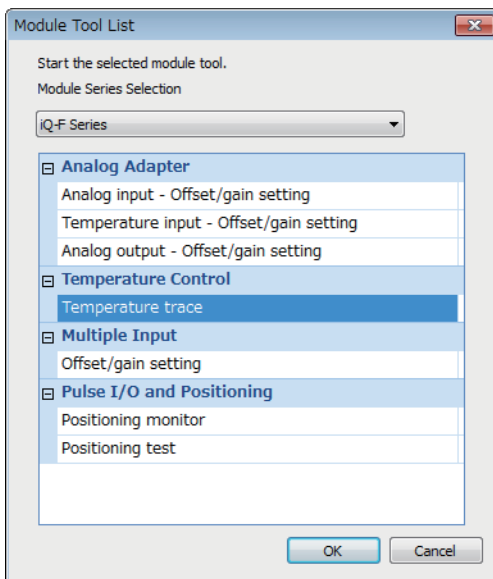 Module Tool List
Start the selected module tool.
Module Series Selection
iQ-F Series
Analog Adapter
Analog input - Offset/gain setting
Temperature input - Offset/gain setting
Analog output - Offset/gain setting
Temperature Control
Temperature trace
Multiple Input
Offset/gain setting
Pulse I/O and Positioning
Positioning monitor
Positioning test
OK Cancel